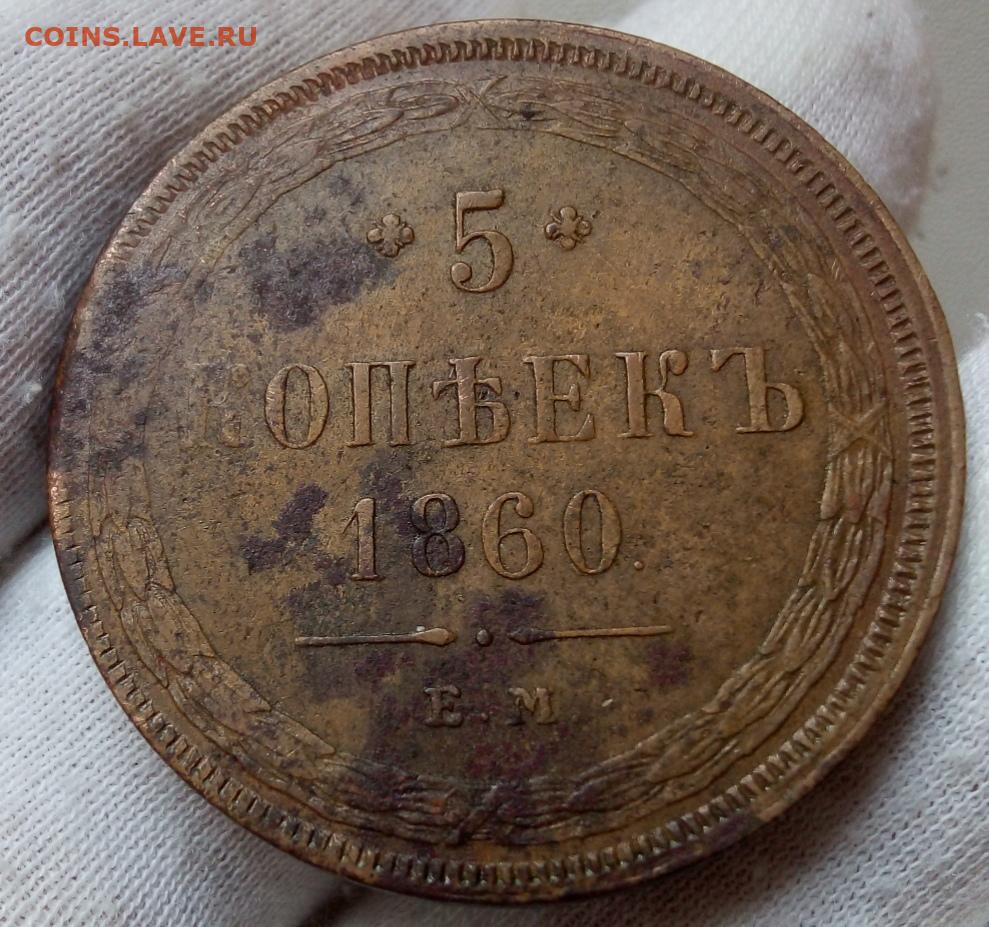 COINS.LAVE.RU
5
КОПѢЕКЪ
1860.
Е.М